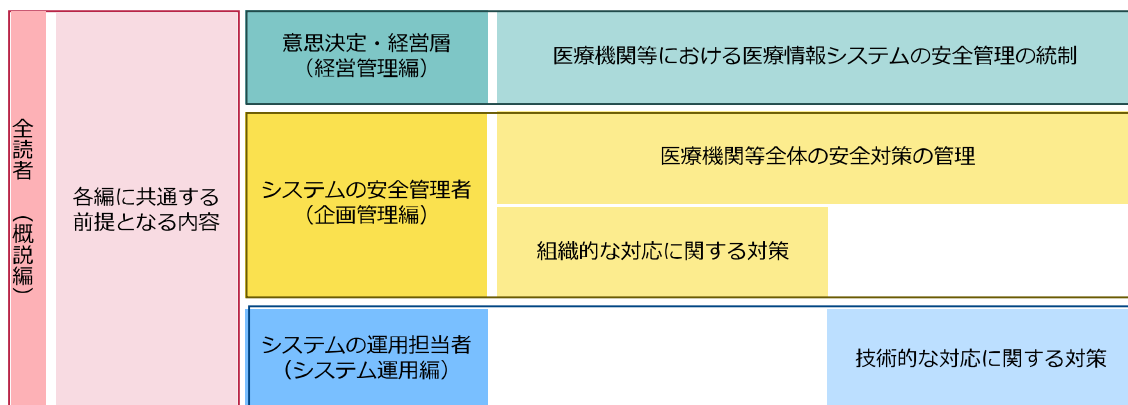 全読者　（概説編）
各編に共通する
前提となる内容
意思決定・経営層
（経営管理編）
医療機関等における医療情報システムの安全管理の統制
システムの安全管理者
（企画管理編）
医療機関等全体の安全対策の管理
組織的な対応に関する対策
システムの運用担当者
（システム運用編）
技術的な対応に関する対策